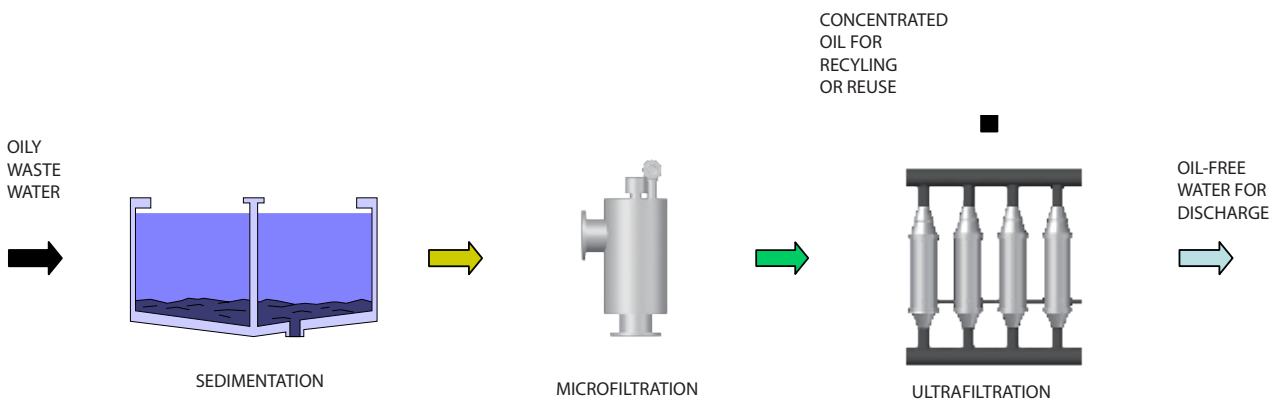 OILY
WASTE
WATER
SEDIMENTATION
MICROFILTRATION
CONCENTRATED
OIL FOR
RECYLING
OR REUSE
ULTRAFILTRATION
OIL-FREE
WATER FOR
DISCHARGE